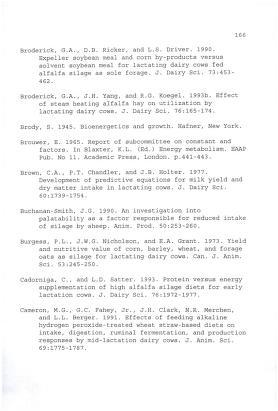 166
Broderick, G.A., D.B. Ricker, and L.S. Driver. 1990.
Expeller soybean meal and corn by-products versus
solvent soybean meal for lactating dairy cows fed
alfalfa silage as sole forage. J. Dairy Sci. 73:453-
462.
Broderick, G.A., J.H. Yang, and R.G. Koegel. 1993b. Effect
of steam heating alfalfa hay on utilization by
lactating dairy cows. J. Dairy Sci. 76:165-174.
Brody, S. 1945. Bioenergetics and growth. Hafner, New York.
Brouwer, E. 1965. Report of subcommittee on constant and
factors. In Blaxter, K.L. (Ed.) Energy metabolism. EAAP
Pub. No 11. Academic Press, London. p.441-443.
Brown, C.A., P.T. Chandler, and J.B. Holter. 1977.
Development of predictive equations for milk yield and
dry matter intake in lactating cows. J. Dairy Sci.
60:1739-1754.
Buchanan-Smith, J.G. 1990. An investigation into
palatability as a factor responsible for reduced intake
of silage by sheep. Anim. Prod. 50:253-260.
Burgess, P.L., J.W.G. Nicholson, and E.A. Grant. 1973. Yield
and nutritive value of corn, barley, wheat, and forage
oats as silage for lactating dairy cows. Can. J. Anim.
Sci. 53:245-250.
Cadorniga, C., and L.D. Satter. 1993. Protein versus energy
supplementation of high alfalfa silage diets for early
lactation cows. J. Dairy Sci. 76:1972-1977.
Cameron, M.G., G.C. Fahey, Jr., J.H. Clark, N.R. Merchen,
and L.L. Berger. 1991. Effects of feeding alkaline
hydrogen peroxide-treated wheat straw-based diets on
intake, digestion, ruminal fermentation, and production
responses by mid-lactation dairy cows. J. Anim. Sci.
69:1775-1787.